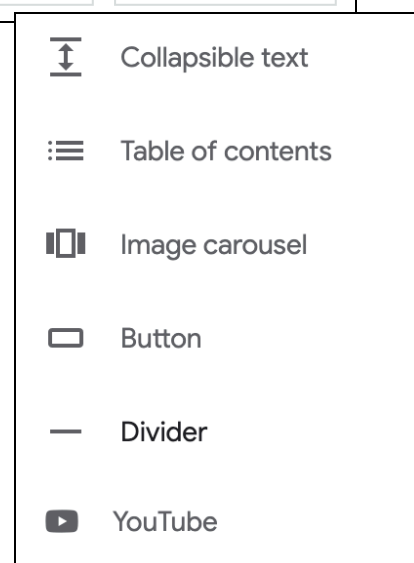 Collapsible text
Table of contents
Image carousel
Button
Divider
YouTube